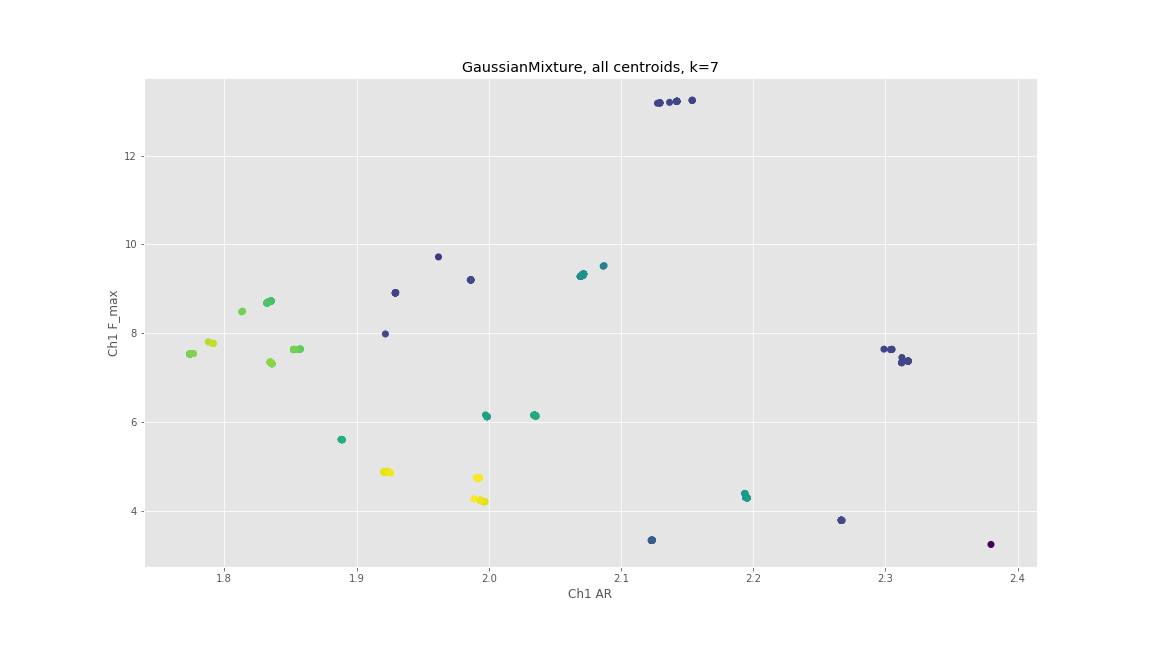 GaussianMixture, all centroids, k=7
12
10
8
6
4
Ch1 F_max
1.8 1.9 2.0 2.1 2.2 2.3 2.4
Ch1 AR